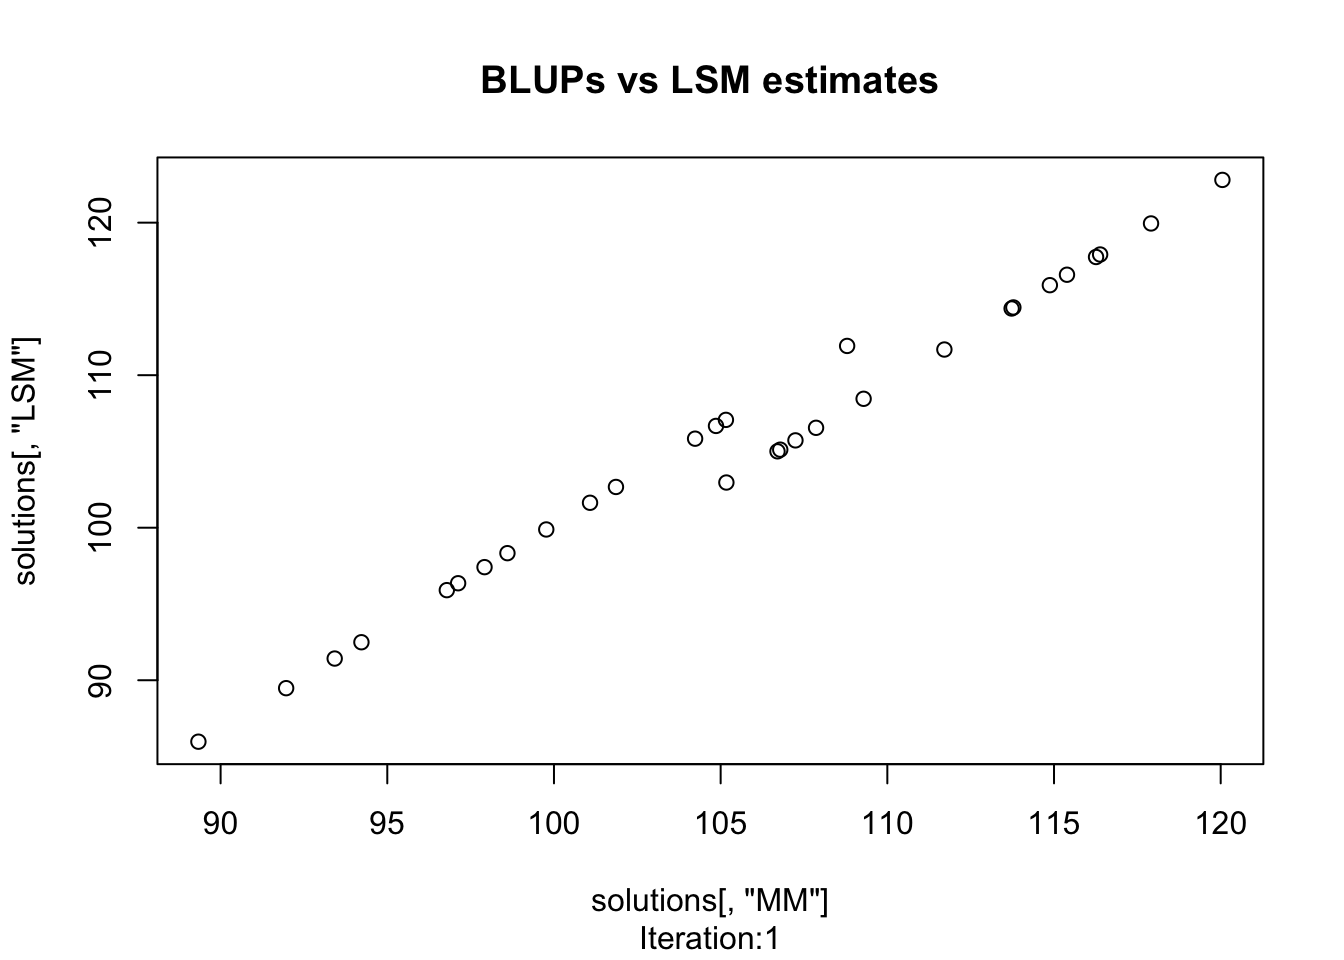 BLUPs vs LSM estimates
solutions[, "LSM"]
120
110
100
90
90 95 100 105 110 115 120
solutions[, "MM"]
Iteration:1